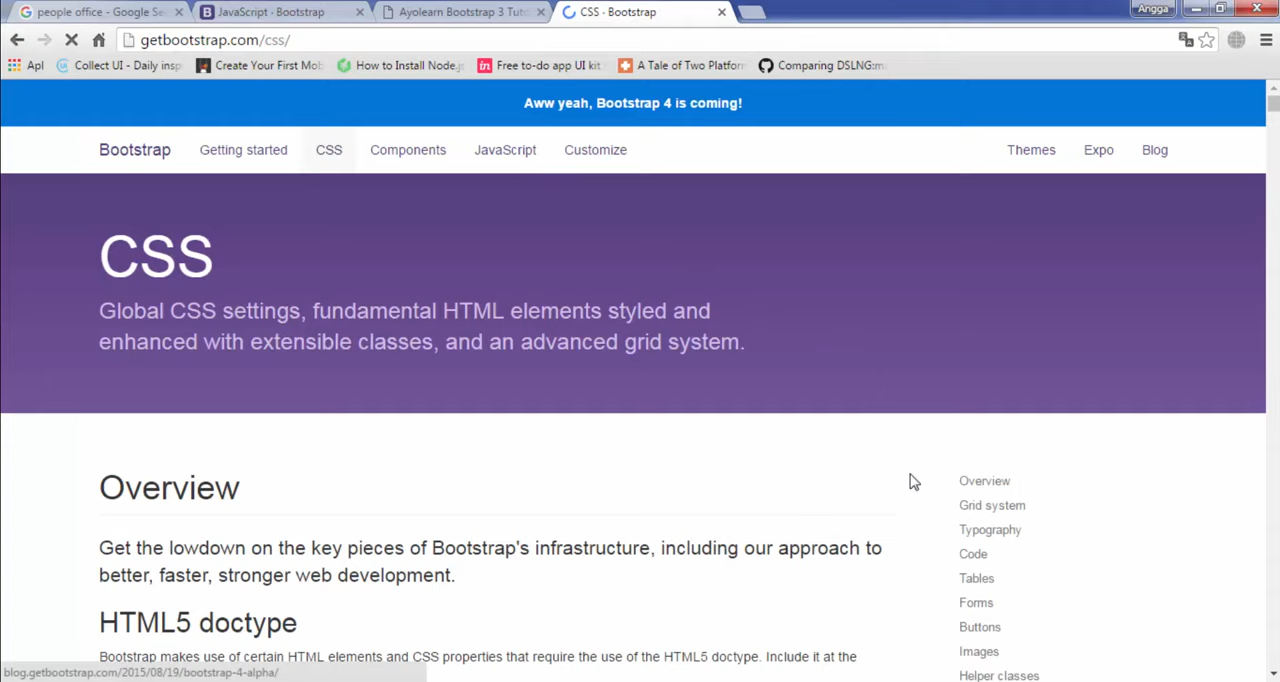 people office - Google Se
JavaScript · Bootstrap
Ayolearn Bootstrap 3 Tuto
CSS · Bootstrap
Angga
getbootstrap.com/css/
Apl
Collect UI - Daily insp
Create Your First Mob
How to Install Node.j
Free to-do app UI kit
A Tale of Two Platfor
Comparing DSLNG:m
Aww yeah, Bootstrap 4 is coming!
Bootstrap Getting started CSS Components JavaScript Customize Themes Expo Blog
CSS
Global CSS settings, fundamental HTML elements styled and
enhanced with extensible classes, and an advanced grid system.
Overview
Get the lowdown on the key pieces of Bootstrap's infrastructure, including our approach to
better, faster, stronger web development.
HTML5 doctype
Bootstrap makes use of certain HTML elements and CSS properties that require the use of the HTML5 doctype. Include it at the
Overview
Grid system
Typography
Code
Tables
Forms
Buttons
Images
Helper classes
blog.getbootstrap.com/2015/08/19/bootstrap-4-alpha/